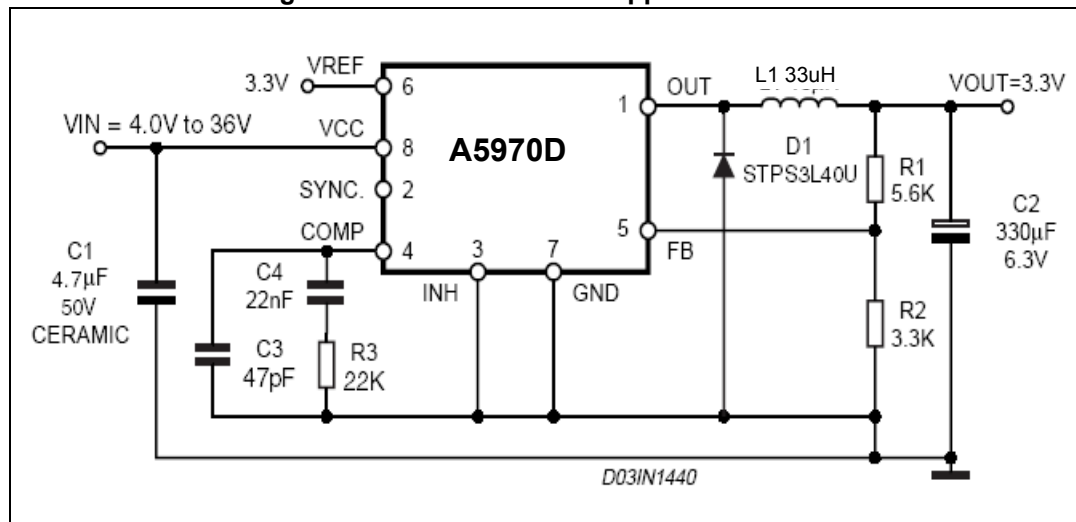 VREF
3.3V
6
OUT
L1 33uH
VOUT=3.3V
1
VIN = 4.0V to 36V
VCC
8
A5970D
D1
STPS3L40U
R1
5.6K
SYNC.
2
COMP
4
3
7
5
FB
C2
330μF
6.3V
C1
4.7μF
50V
CERAMIC
C4
22nF
INH
GND
R2
3.3K
C3
47pF
R3
22K
D03IN1440